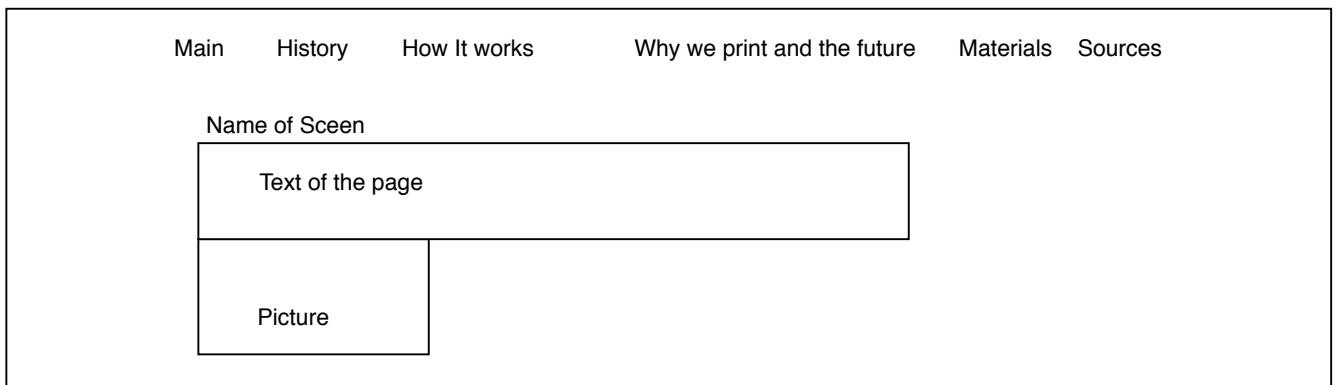 Main History How It works Why we print and the future Materials Sources
Name of Sceen
Text of the page
Picture